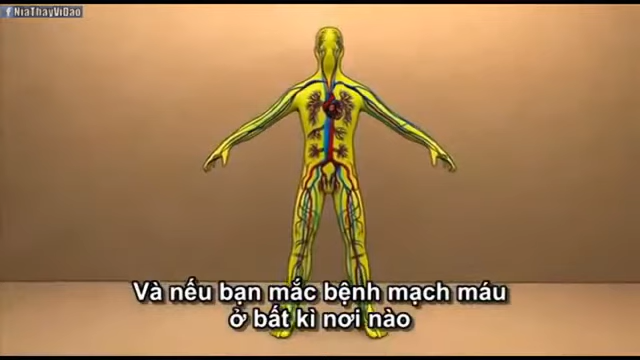 f NiaThayViDao
Và nếu bạn mắc bệnh mạch máu
ở bất kì nơi nào